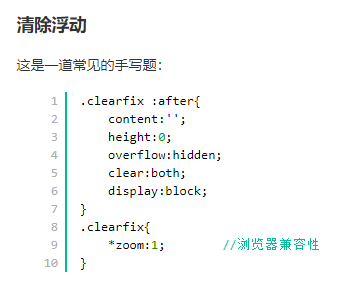 清除浮动
这是一道常见的手写题：
1 .clearfix :after{
2 content:'';
3 height:0;
4 overflow:hidden;
5 clear:both;
6 display:block;
7 }
8 .clearfix{
9 *zoom:1; //浏览器兼容性
10 }